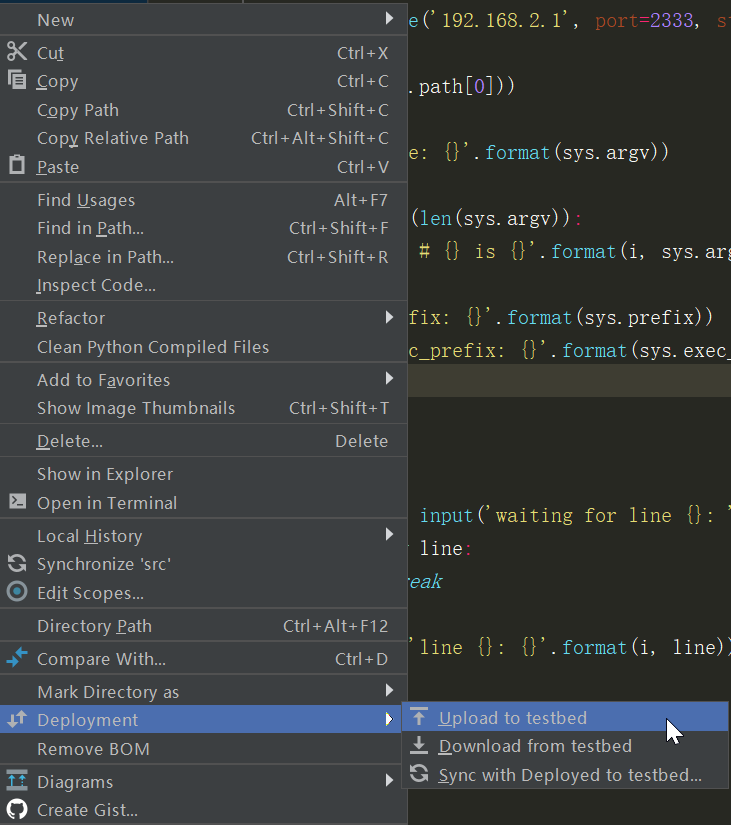 New
e('192.168.2.1', port=2333, s
Cut Ctrl+X
Copy Ctrl+C
.path[0]))
Copy Path Ctrl+Shift+C
Copy Relative Path Ctrl+Alt+Shift+C
e: {}'.format(sys.argv))
Paste Ctrl+V
Find Usages Alt+F7
(len(sys.argv)):
Find in Path... Ctrl+Shift+F
# {} is {}'.format(i, sys.arg
Replace in Path... Ctrl+Shift+R
Inspect Code...
Refactor
fix: {}'.format(sys.prefix))
Clean Python Compiled Files
c_prefix: {}'.format(sys.exec_
Add to Favorites
Show Image Thumbnails Ctrl+Shift+T
Delete... Delete
Show in Explorer
Open in Terminal
input('waiting for line {}: '
Local History
line:
Synchronize 'src'
eak
Edit Scopes...
Directory Path Ctrl+Alt+F12
'line {}: {}'.format(i, line))
Compare With... Ctrl+D
Mark Directory as
Deployment
Upload to testbed
Remove BOM
Download from testbed
Sync with Deployed to testbed...
Diagrams
Create Gist...